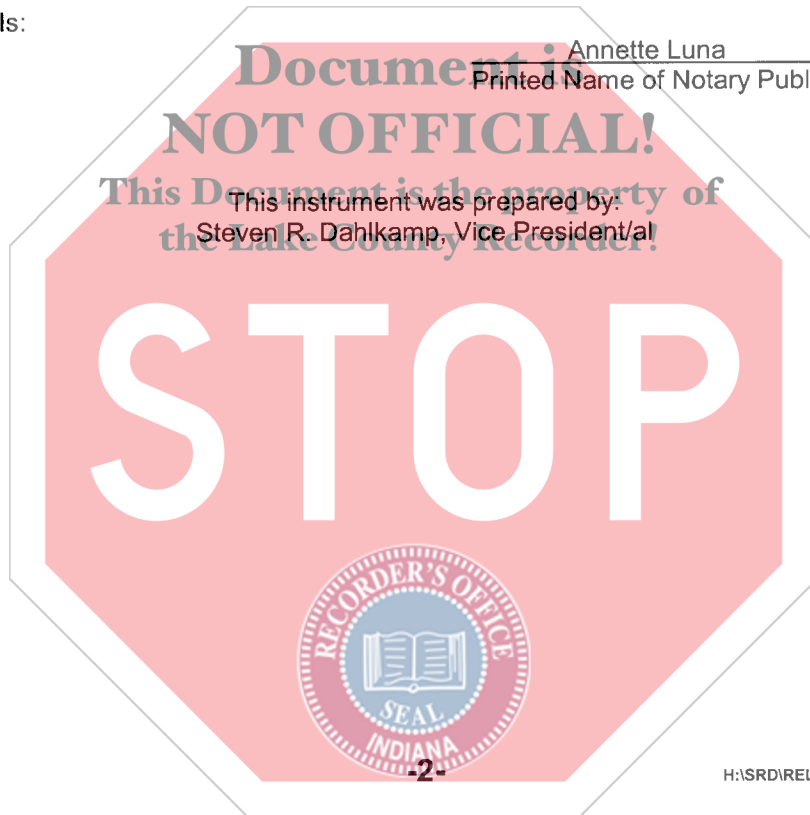 ls:
Annette Luna
Document is
Printed Name of Notary Publ
NOT OFFICIAL!
This Document is the property of
This instrument was prepared by:
the Lake County Recorder!
Steven R. Dahlkamp, Vice President/al
STOP
RECORDER'S OFFICE
SEAL
INDIANA
-2-
H:\SRD\REL